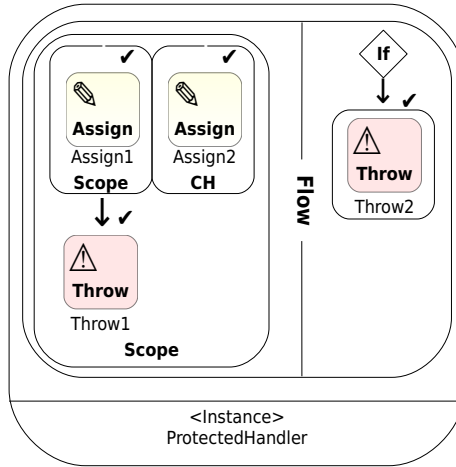 ✔ ✔
Assign Assign
Assign1 Assign2
Scope CH
✔
Throw
Throw1
Scope
Flow
If
✔
Throw
Throw2
<Instance>
ProtectedHandler